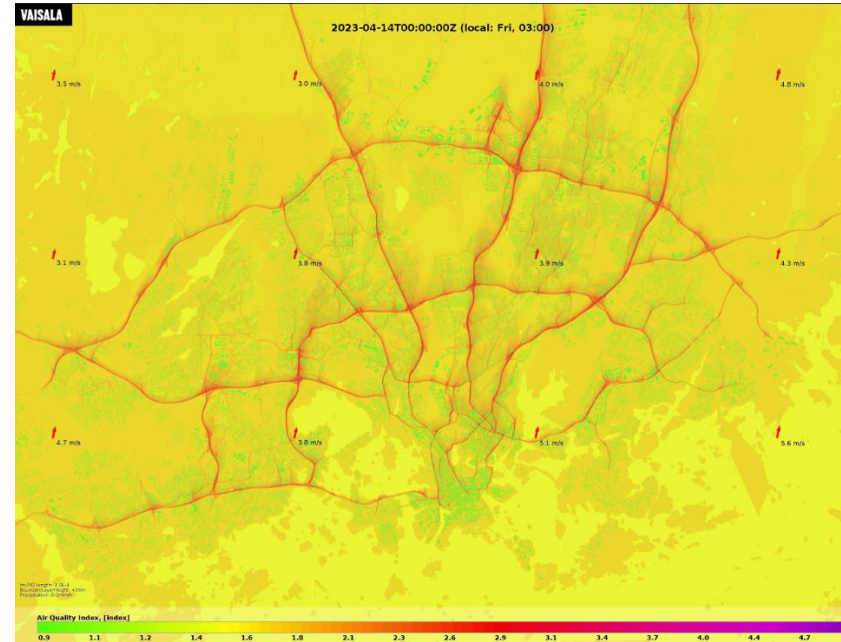 VAISALA
2023-04-14T00:00:00Z (local: Fri, 03:00)
3.5 m/s
3.0 m/s
4.0 m/s
4.8 m/s
3.1 m/s
3.8 m/s
3.9 m/s
4.3 m/s
4.7 m/s
3.8 m/s
5.1 m/s
5.6 m/s
Air Quality Index, [index]
0.9 1.1 1.2 1.4 1.6 1.8 2.1 2.3 2.6 2.9 3.1 3.4 3.7 4.0 4.4 4.7